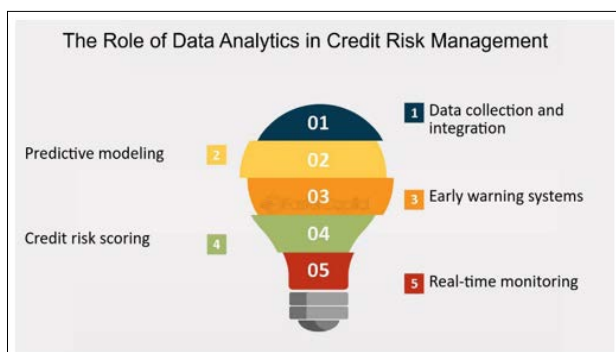 The Role of Data Analytics in Credit Risk Management
01
1 Data collection and
integration
Predictive modeling 2
02
03
3 Early warning systems
Credit risk scoring 4
04
05
5 Real-time monitoring